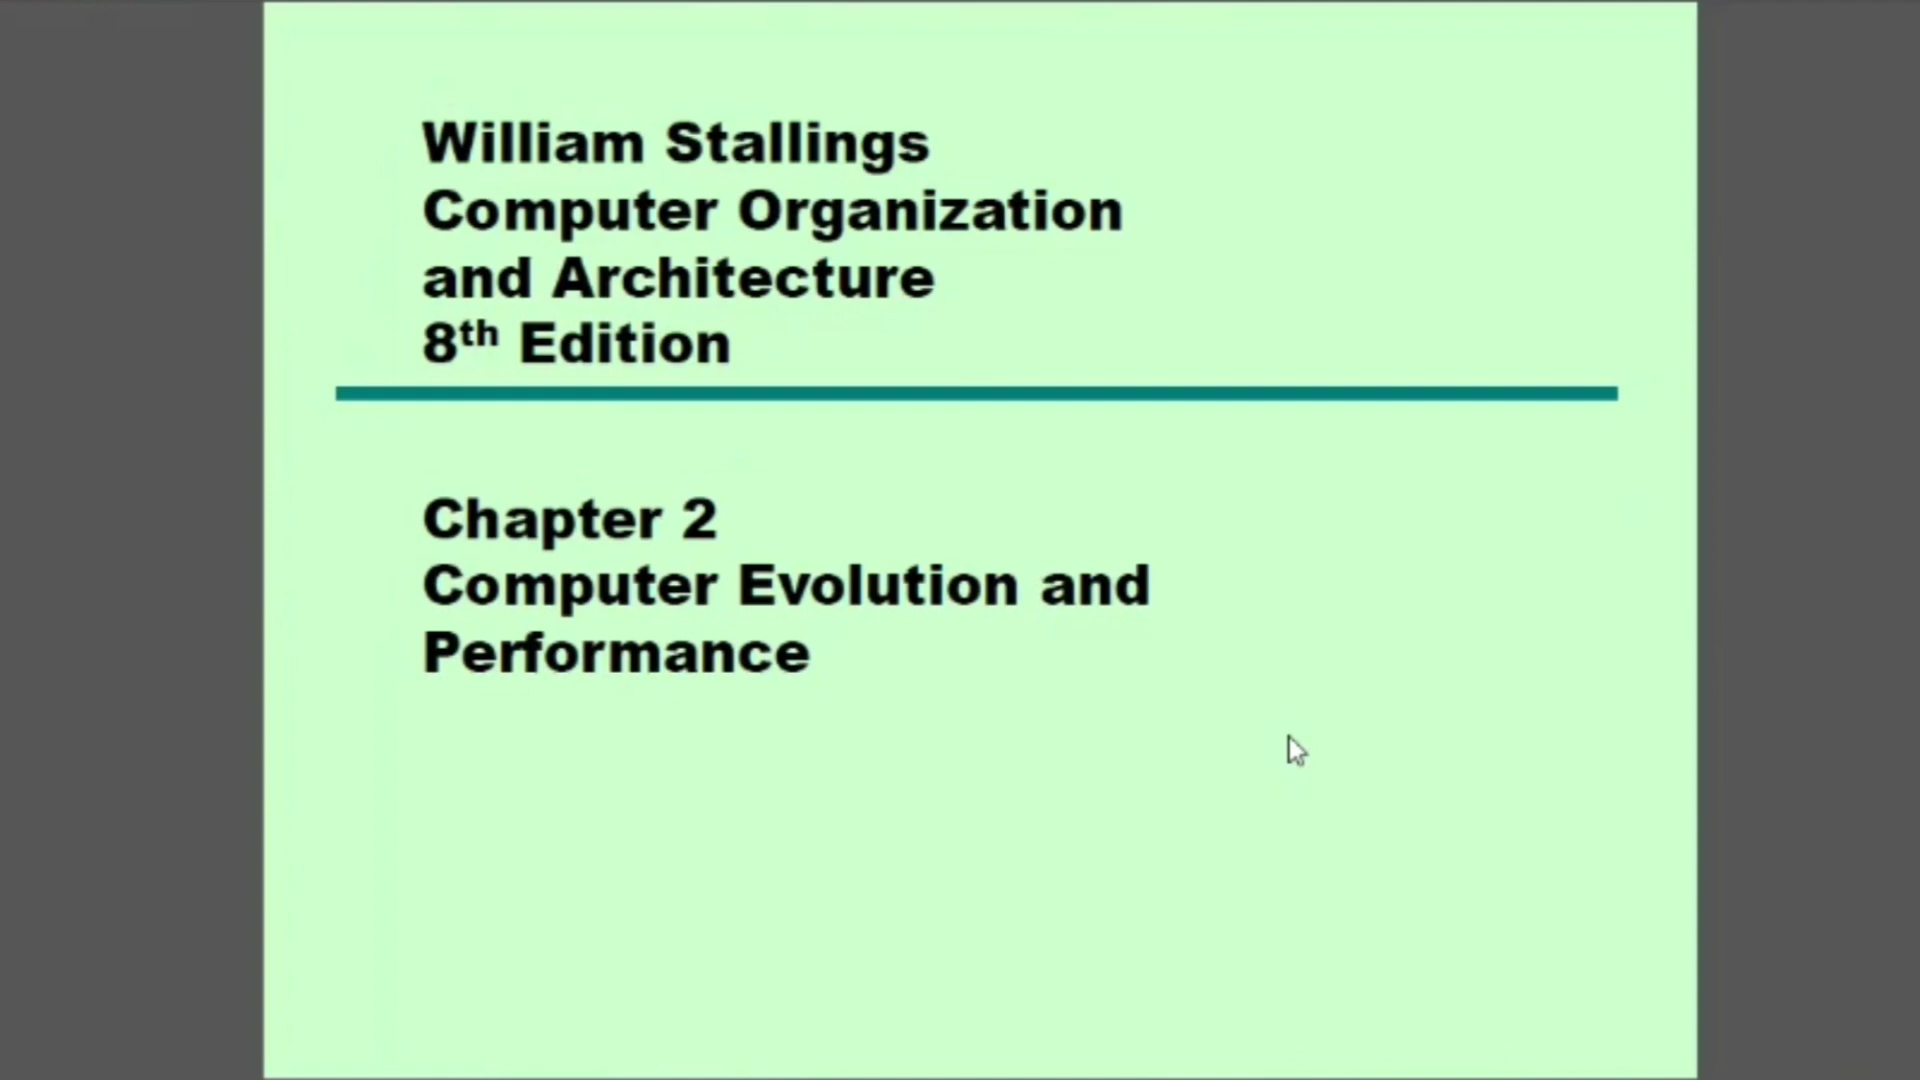 William Stallings
Computer Organization
and Architecture
8th Edition
Chapter 2
Computer Evolution and
Performance